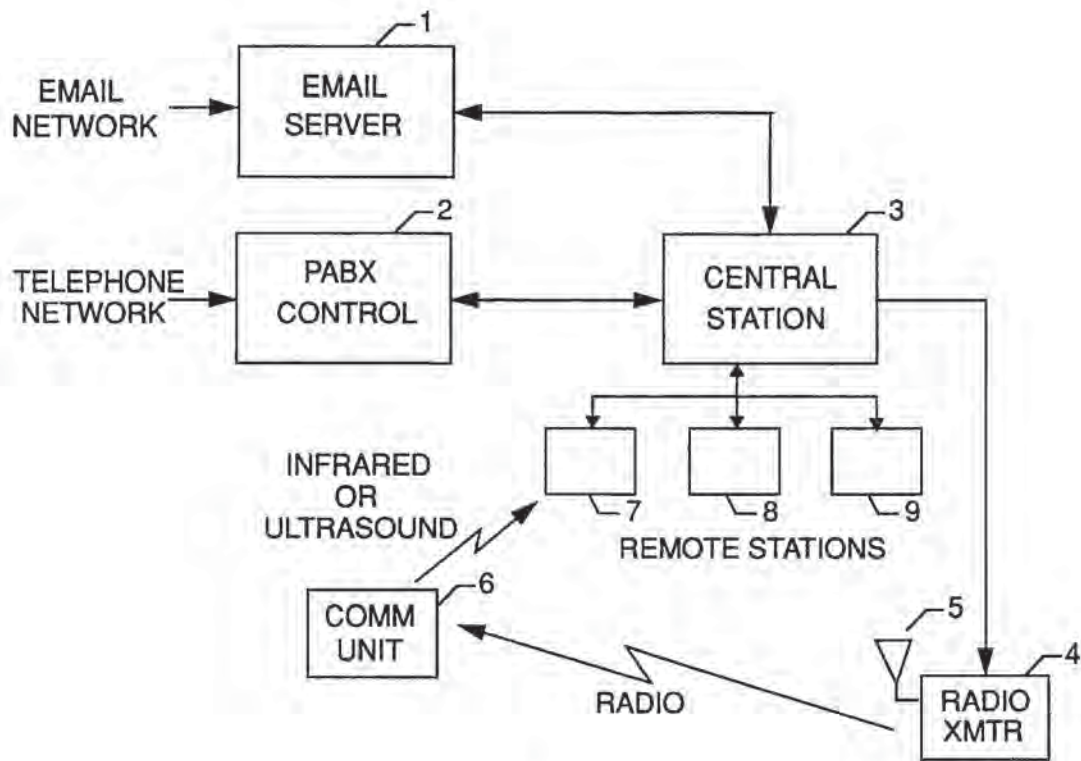 1
EMAIL
NETWORK
EMAIL
SERVER
2
TELEPHONE
NETWORK
PABX
CONTROL
3
CENTRAL
STATION
INFRARED
OR
ULTRASOUND
7
8
9
REMOTE STATIONS
6
COMM
UNIT
RADIO
5
4
RADIO
XMTR